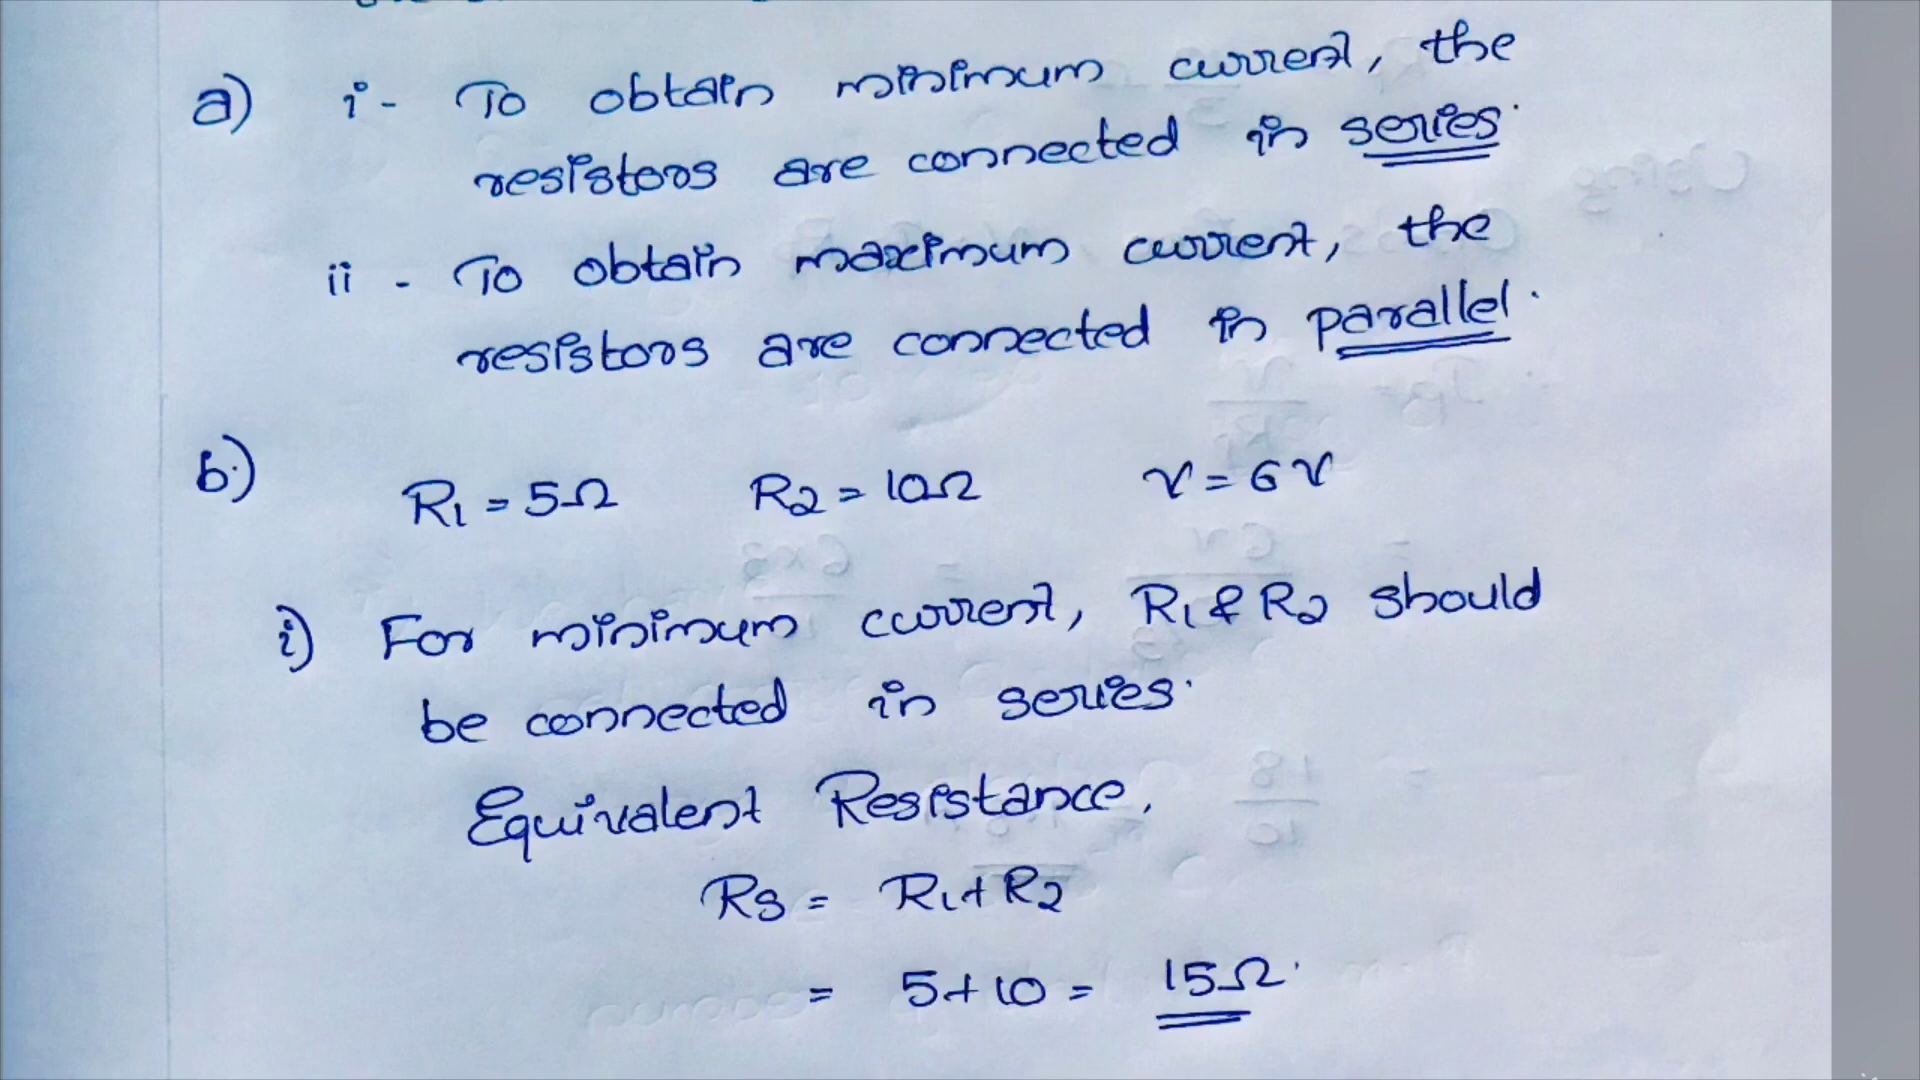 a) i- To obtain minimum current, the
resistors are connected in series.
ii - To obtain maximum current, the
resistors are connected in parallel.
b.)
R1 = 5Ω R2 = 10Ω V = 6V
i) For minimum current, R1 & R2 should
be connected in series.
Equivalent Resistance,
RS = R1+R2
= 5+10 = 15Ω.